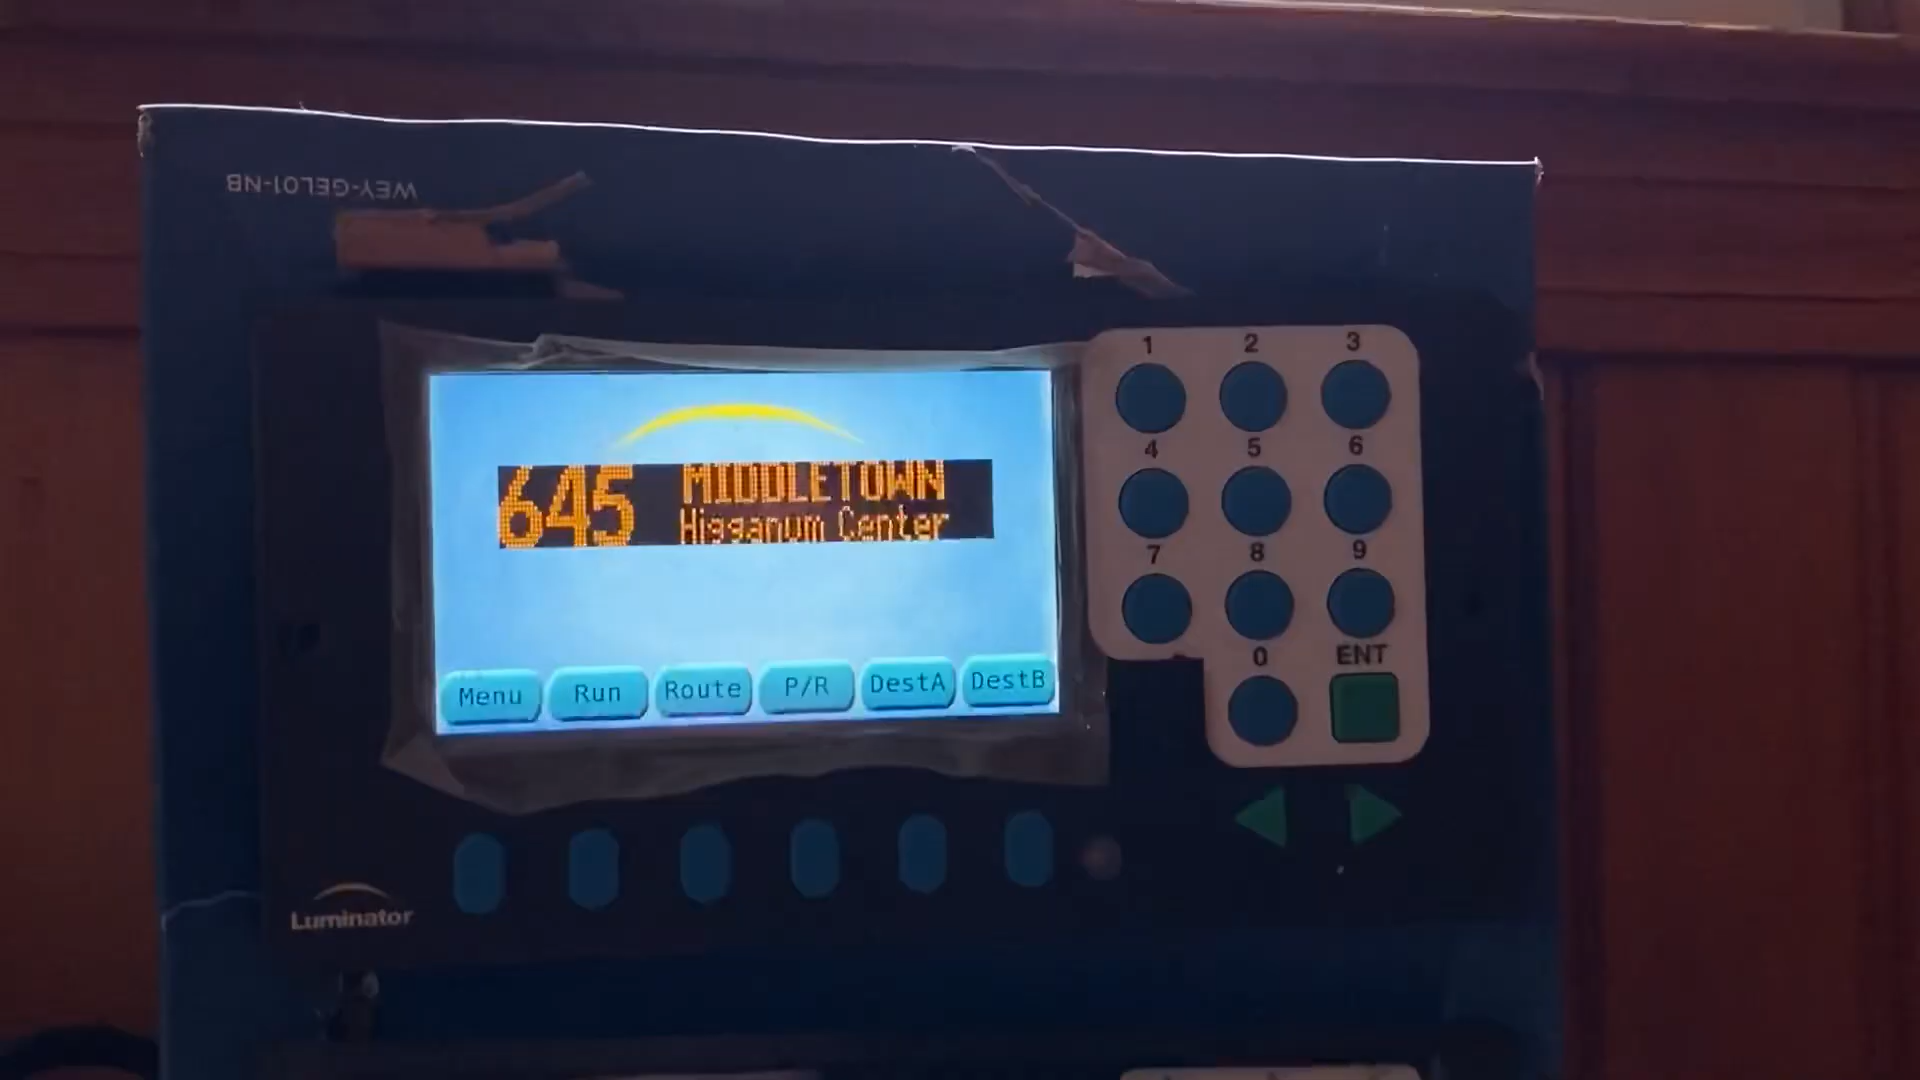 WEY-GEL01-NB
645 MIDDLETOWN
Higganum Center
Menu Run Route P/R DestA DestB
1 2 3
4 5 6
7 8 9
0 ENT
Luminator